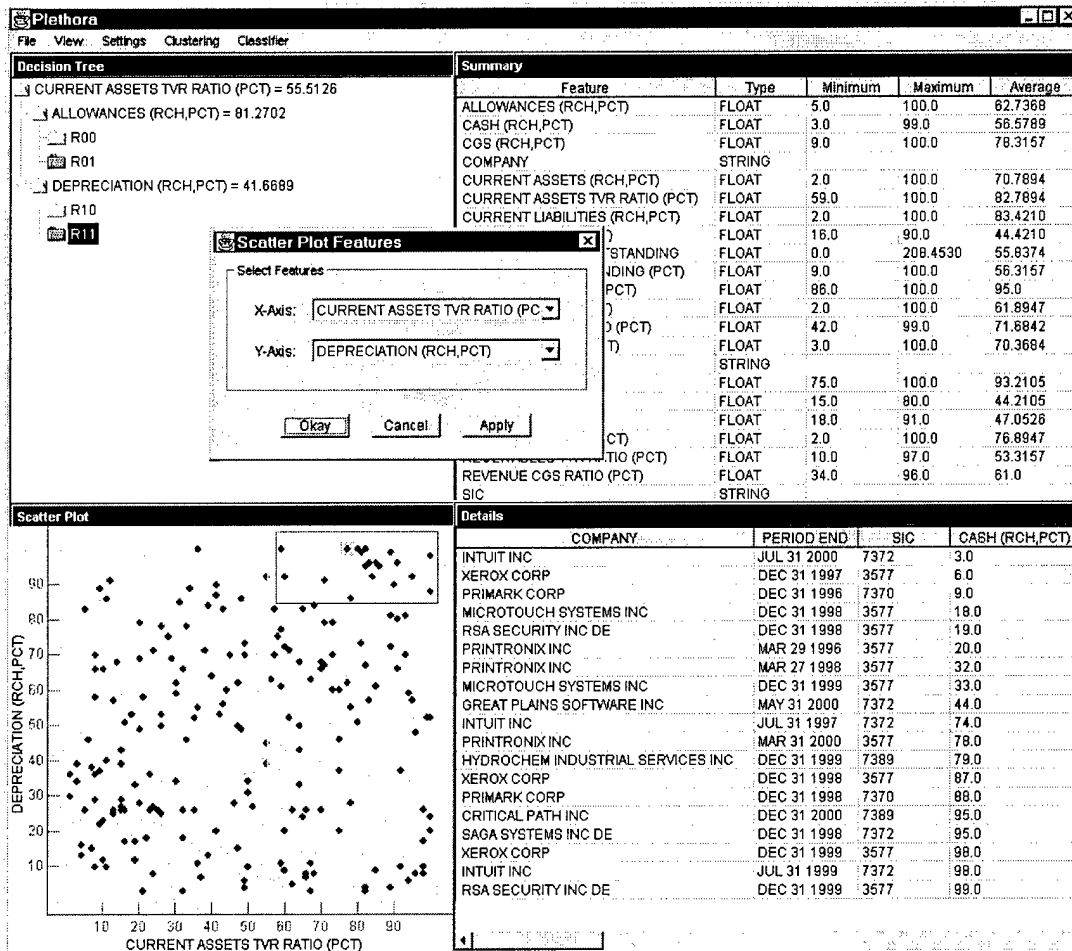 Plethora
File View Settings Clustering Classifier
Decision Tree
CURRENT ASSETS TVR RATIO (PCT) = 55.5126
ALLOWANCES (RCH,PCT) = 81.2702
R00
R01
DEPRECIATION (RCH,PCT) = 41.6689
R10
R11
Summary
Feature Type Minimum Maximum Average
ALLOWANCES (RCH,PCT) FLOAT 5.0 100.0 62.7368
CASH (RCH,PCT) FLOAT 3.0 99.0 56.5789
CGS (RCH,PCT) FLOAT 9.0 100.0 78.3157
COMPANY STRING
CURRENT ASSETS (RCH,PCT) FLOAT 2.0 100.0 70.7894
CURRENT ASSETS TVR RATIO (PCT) FLOAT 59.0 100.0 82.7894
CURRENT LIABILITIES (RCH,PCT) FLOAT 2.0 100.0 83.4210
) FLOAT 16.0 90.0 44.4210
STANDING FLOAT 0.0 208.4530 55.8374
NDING (PCT) FLOAT 9.0 100.0 56.3157
PCT) FLOAT 86.0 100.0 95.0
) FLOAT 2.0 100.0 61.8947
O (PCT) FLOAT 42.0 99.0 71.6842
T) FLOAT 3.0 100.0 70.3684
STRING
FLOAT 75.0 100.0 93.2105
FLOAT 15.0 80.0 44.2105
FLOAT 18.0 91.0 47.0526
CT) FLOAT 2.0 100.0 76.8947
TIO (PCT) FLOAT 10.0 97.0 53.3157
REVENUE CGS RATIO (PCT) FLOAT 34.0 96.0 61.0
SIC STRING
Scatter Plot Features
Select Features
X-Axis: CURRENT ASSETS TVR RATIO (PC
Y-Axis: DEPRECIATION (RCH,PCT)
Okay Cancel Apply
Scatter Plot
DEPRECIATION (RCH,PCT)
90
80
70
60
50
40
30
20
10
10 20 30 40 50 60 70 80 90
CURRENT ASSETS TVR RATIO (PCT)
Details
COMPANY PERIOD END SIC CASH (RCH,PCT)
INTUIT INC JUL 31 2000 7372 3.0
XEROX CORP DEC 31 1997 3577 6.0
PRIMARK CORP DEC 31 1996 7370 9.0
MICROTOUCH SYSTEMS INC DEC 31 1998 3577 18.0
RSA SECURITY INC DE DEC 31 1998 3577 19.0
PRINTRONIX INC MAR 29 1996 3577 20.0
PRINTRONIX INC MAR 27 1998 3577 32.0
MICROTOUCH SYSTEMS INC DEC 31 1999 3577 33.0
GREAT PLAINS SOFTWARE INC MAY 31 2000 7372 44.0
INTUIT INC JUL 31 1997 7372 74.0
PRINTRONIX INC MAR 31 2000 3577 78.0
HYDROCHEM INDUSTRIAL SERVICES INC DEC 31 1999 7389 79.0
XEROX CORP DEC 31 1998 3577 87.0
PRIMARK CORP DEC 31 1998 7370 88.0
CRITICAL PATH INC DEC 31 2000 7389 95.0
SAGA SYSTEMS INC DE DEC 31 1998 7372 95.0
XEROX CORP DEC 31 1999 3577 98.0
INTUIT INC JUL 31 1999 7372 98.0
RSA SECURITY INC DE DEC 31 1999 3577 99.0